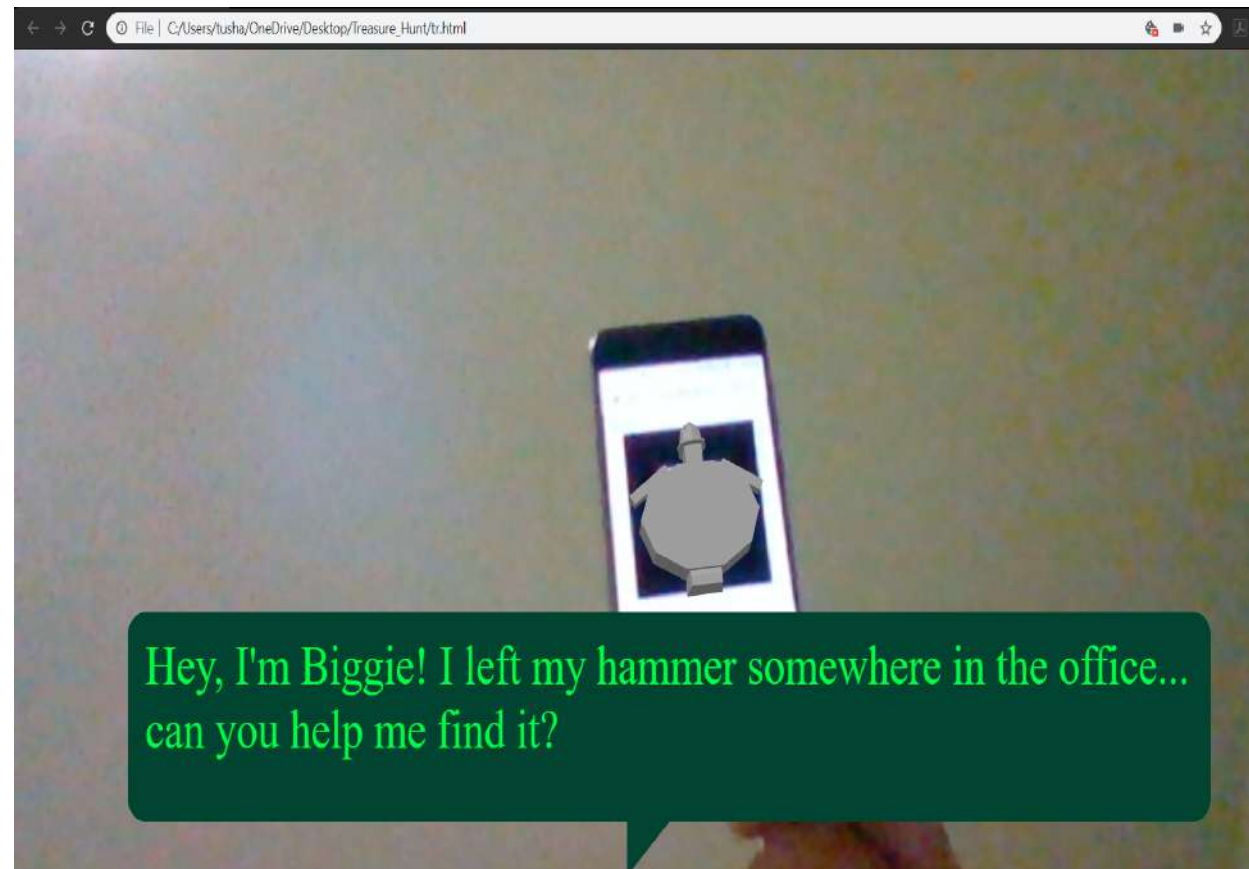 File | C:/Users/tusha/OneDrive/Desktop/Treasure_Hunt/tr.html
Hey, I'm Biggie! I left my hammer somewhere in the office...
can you help me find it?